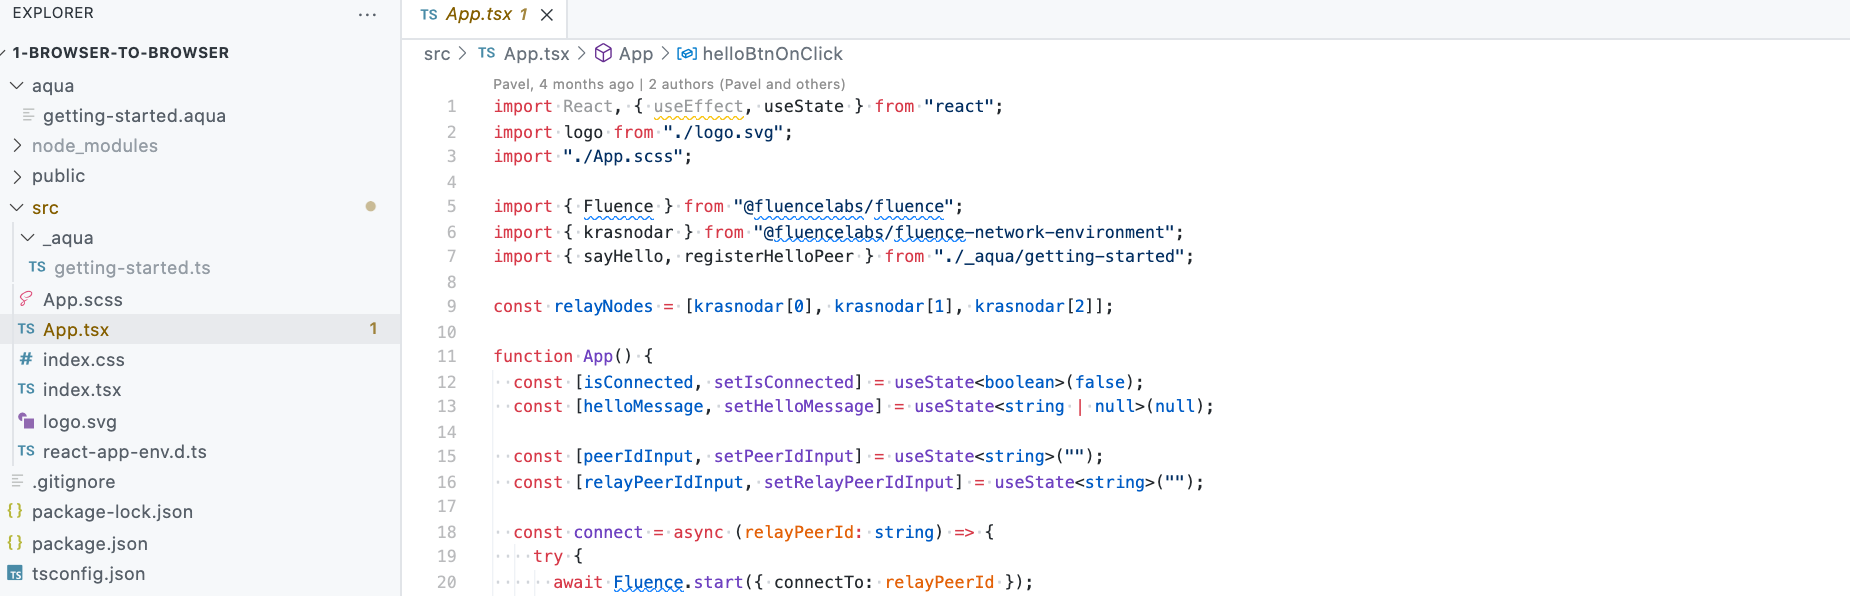 EXPLORER
1-BROWSER-TO-BROWSER
aqua
getting-started.aqua
node_modules
public
src
_aqua
TS getting-started.ts
App.scss
TS App.tsx 1
# index.css
TS index.tsx
logo.svg
TS react-app-env.d.ts
.gitignore
{} package-lock.json
{} package.json
TS tsconfig.json
TS App.tsx 1
src > TS App.tsx > App > helloBtnOnClick
Pavel, 4 months ago | 2 authors (Pavel and others)
1 import React, { useEffect, useState } from "react";
2 import logo from "./logo.svg";
3 import "./App.scss";
4
5 import { Fluence } from "@fluencelabs/fluence";
6 import { krasnodar } from "@fluencelabs/fluence-network-environment";
7 import { sayHello, registerHelloPeer } from "./_aqua/getting-started";
8
9 const relayNodes = [krasnodar[0], krasnodar[1], krasnodar[2]];
10
11 function App() {
12 const [isConnected, setIsConnected] = useState<boolean>(false);
13 const [helloMessage, setHelloMessage] = useState<string | null>(null);
14
15 const [peerIdInput, setPeerIdInput] = useState<string>("");
16 const [relayPeerIdInput, setRelayPeerIdInput] = useState<string>("");
17
18 const connect = async (relayPeerId: string) => {
19 try {
20 await Fluence.start({ connectTo: relayPeerId });